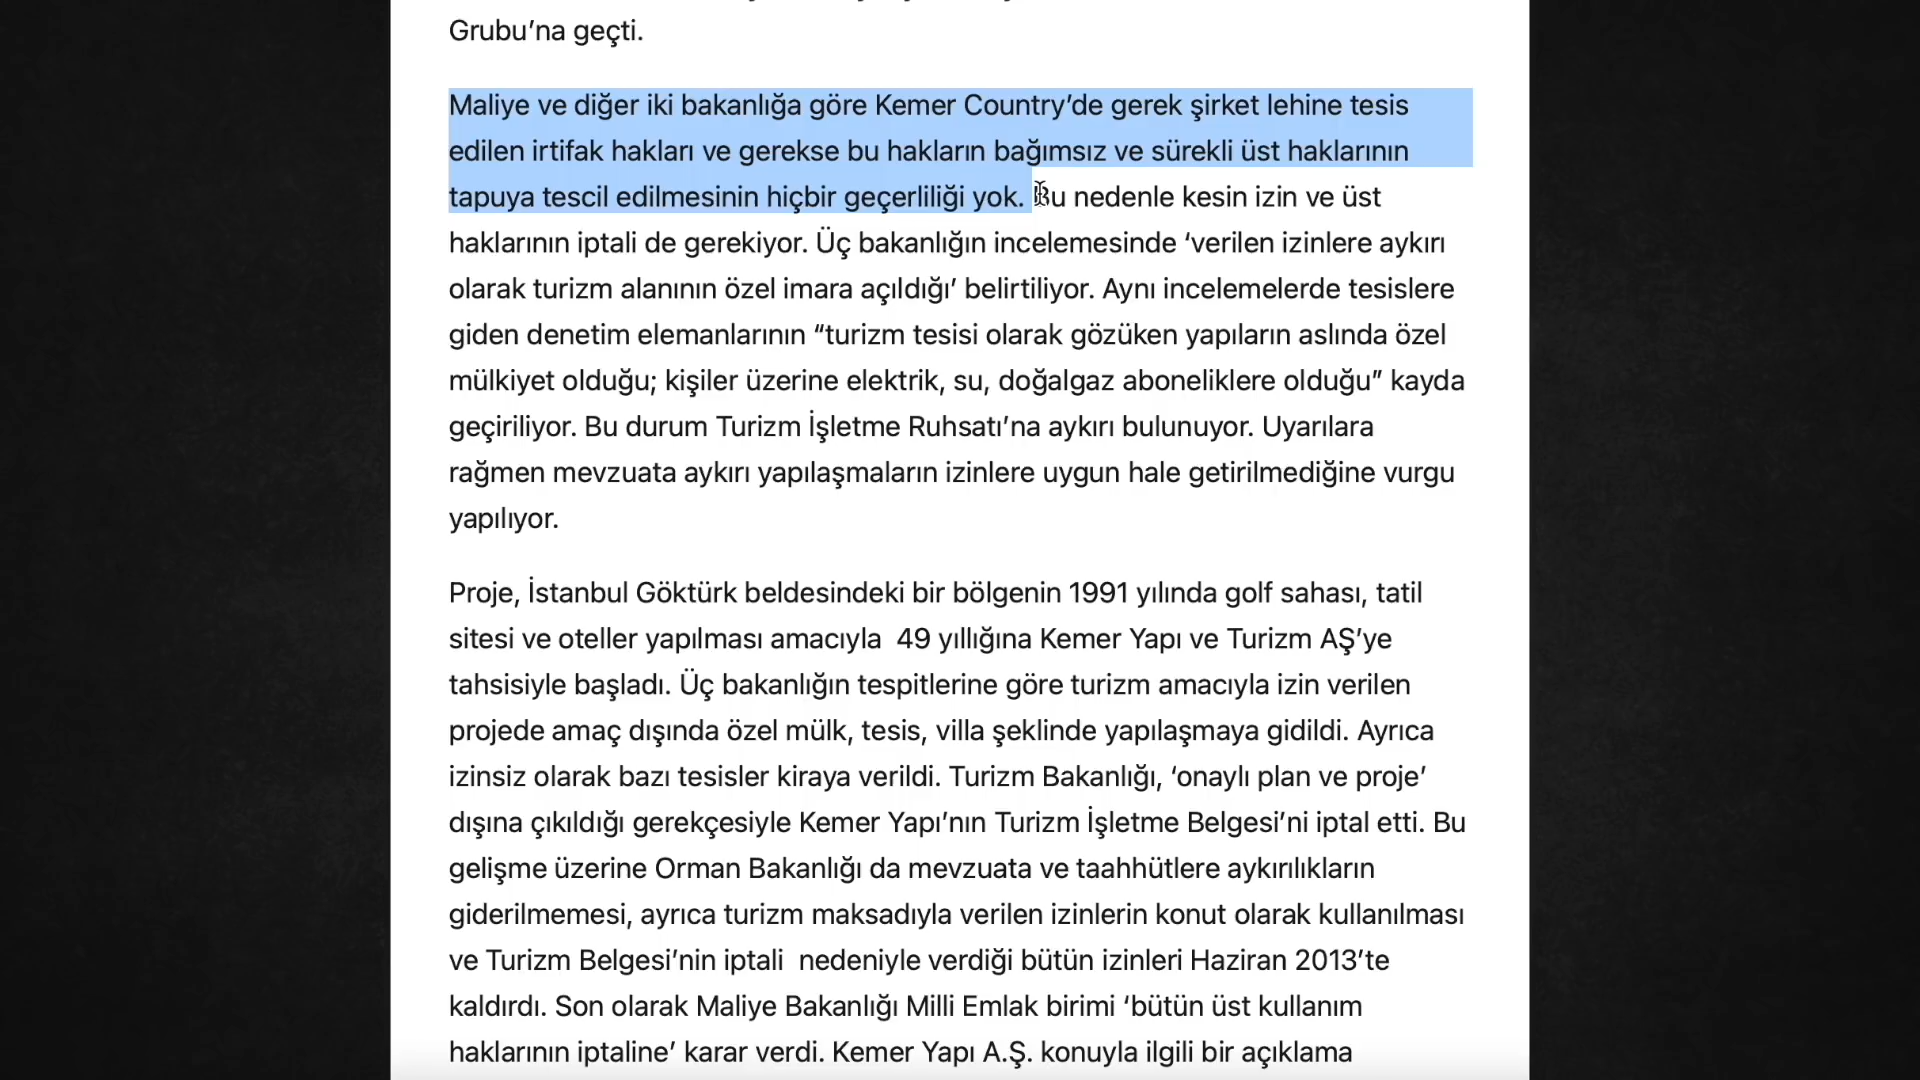 Grubu’na geçti.
Maliye ve diğer iki bakanlığa göre Kemer Country’de gerek şirket lehine tesis
edilen irtifak hakları ve gerekse bu hakların bağımsız ve sürekli üst haklarının
tapuya tescil edilmesinin hiçbir geçerliliği yok. Bu nedenle kesin izin ve üst
haklarının iptali de gerekiyor. Üç bakanlığın incelemesinde ‘verilen izinlere aykırı
olarak turizm alanının özel imara açıldığı’ belirtiliyor. Aynı incelemelerde tesislere
giden denetim elemanlarının “turizm tesisi olarak gözüken yapıların aslında özel
mülkiyet olduğu; kişiler üzerine elektrik, su, doğalgaz aboneliklere olduğu” kayda
geçiriliyor. Bu durum Turizm İşletme Ruhsatı’na aykırı bulunuyor. Uyarılara
rağmen mevzuata aykırı yapılaşmaların izinlere uygun hale getirilmediğine vurgu
yapılıyor.
Proje, İstanbul Göktürk beldesindeki bir bölgenin 1991 yılında golf sahası, tatil
sitesi ve oteller yapılması amacıyla  49 yıllığına Kemer Yapı ve Turizm AŞ’ye
tahsisiyle başladı. Üç bakanlığın tespitlerine göre turizm amacıyla izin verilen
projede amaç dışında özel mülk, tesis, villa şeklinde yapılaşmaya gidildi. Ayrıca
izinsiz olarak bazı tesisler kiraya verildi. Turizm Bakanlığı, ‘onaylı plan ve proje’
dışına çıkıldığı gerekçesiyle Kemer Yapı’nın Turizm İşletme Belgesi’ni iptal etti. Bu
gelişme üzerine Orman Bakanlığı da mevzuata ve taahhütlere aykırılıkların
giderilmemesi, ayrıca turizm maksadıyla verilen izinlerin konut olarak kullanılması
ve Turizm Belgesi’nin iptali  nedeniyle verdiği bütün izinleri Haziran 2013’te
kaldırdı. Son olarak Maliye Bakanlığı Milli Emlak birimi ‘bütün üst kullanım
haklarının iptaline’ karar verdi. Kemer Yapı A.Ş. konuyla ilgili bir açıklama